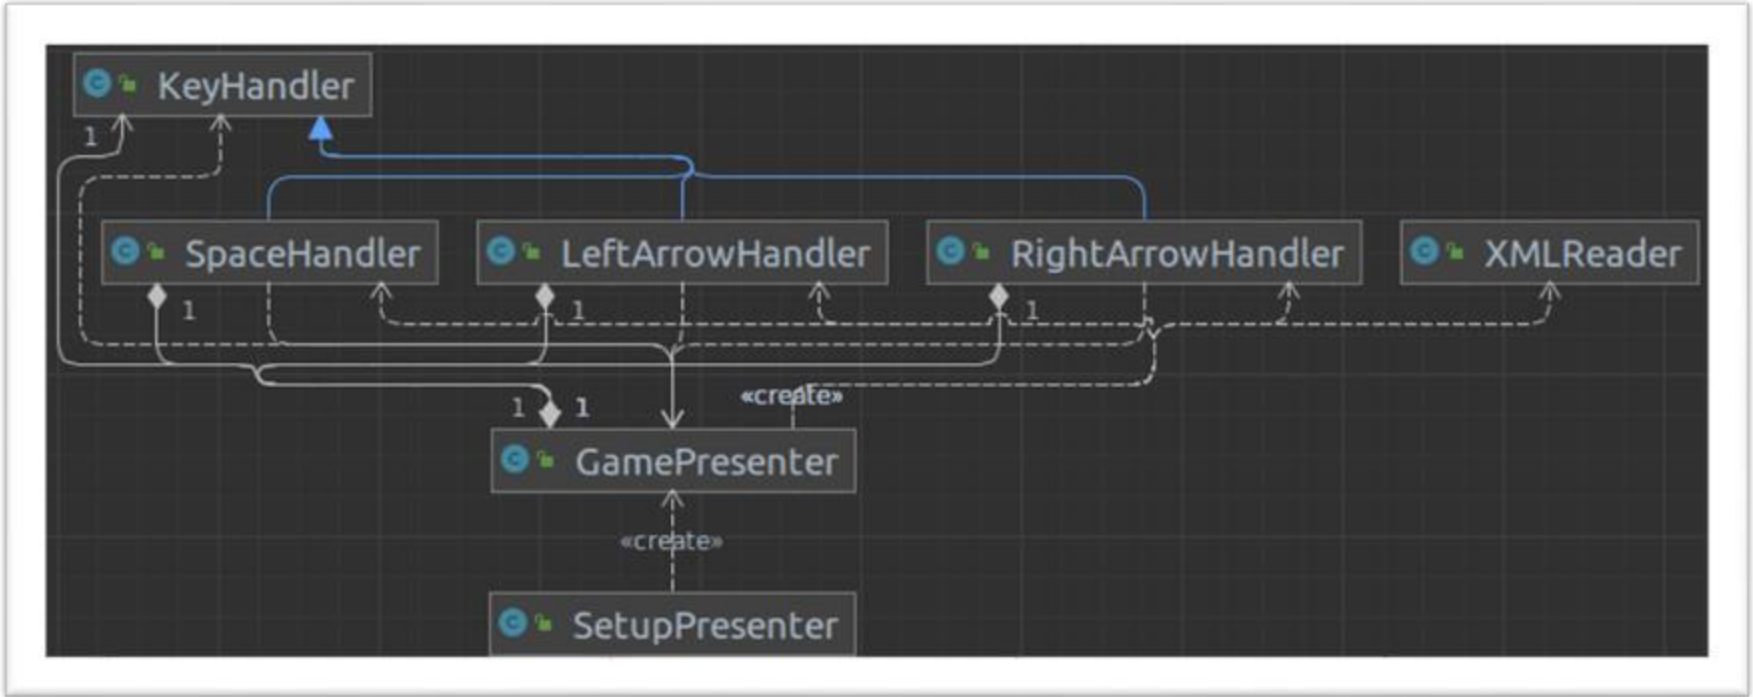 KeyHandler
1
SpaceHandler
LeftArrowHandler
RightArrowHandler
XMLReader
1
1
1
«create»
1
1
GamePresenter
«create»
SetupPresenter